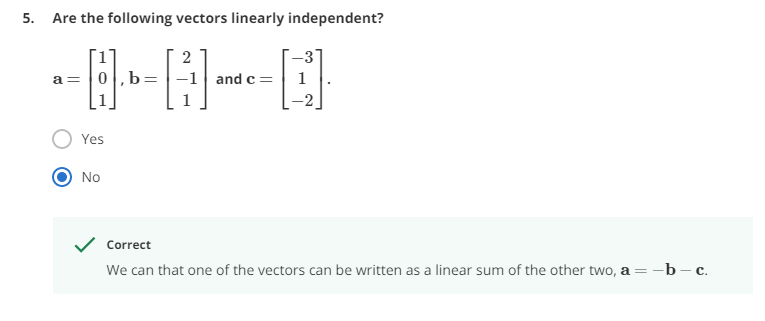 5. Are the following vectors linearly independent?
a = [1 0 1], b = [2 −1 1] and c = [−3 1 −2].
Yes
No
Correct
We can that one of the vectors can be written as a linear sum of the other two, a = −b − c.